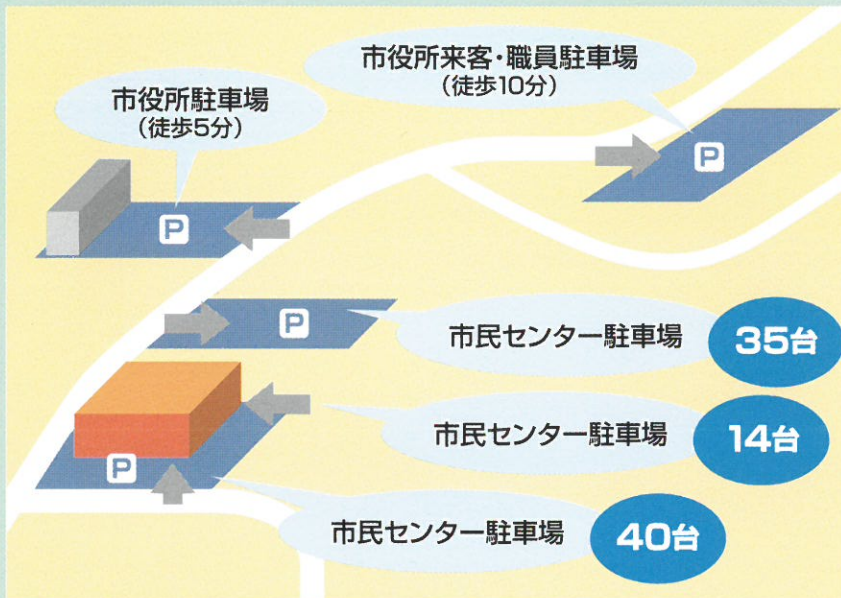 市役所来客・職員駐車場
(徒歩10分)
市役所駐車場
(徒歩5分)
P
P
P
市民センター駐車場
35台
市民センター駐車場
14台
P
市民センター駐車場
40台